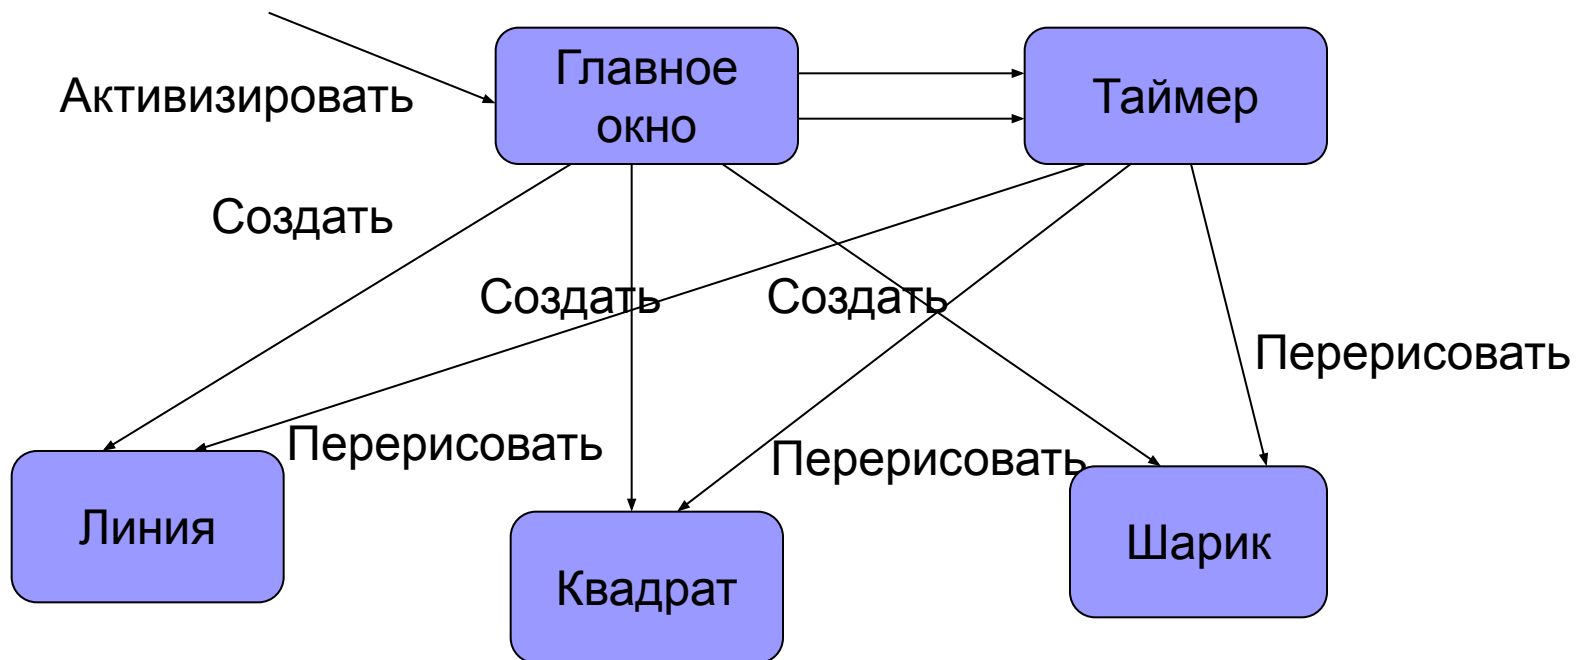 Главное
окно
Таймер
Активизировать
Создать
Создать
Создать
Перерисовать
Перерисовать
Перерисовать
Линия
Квадрат
Шарик